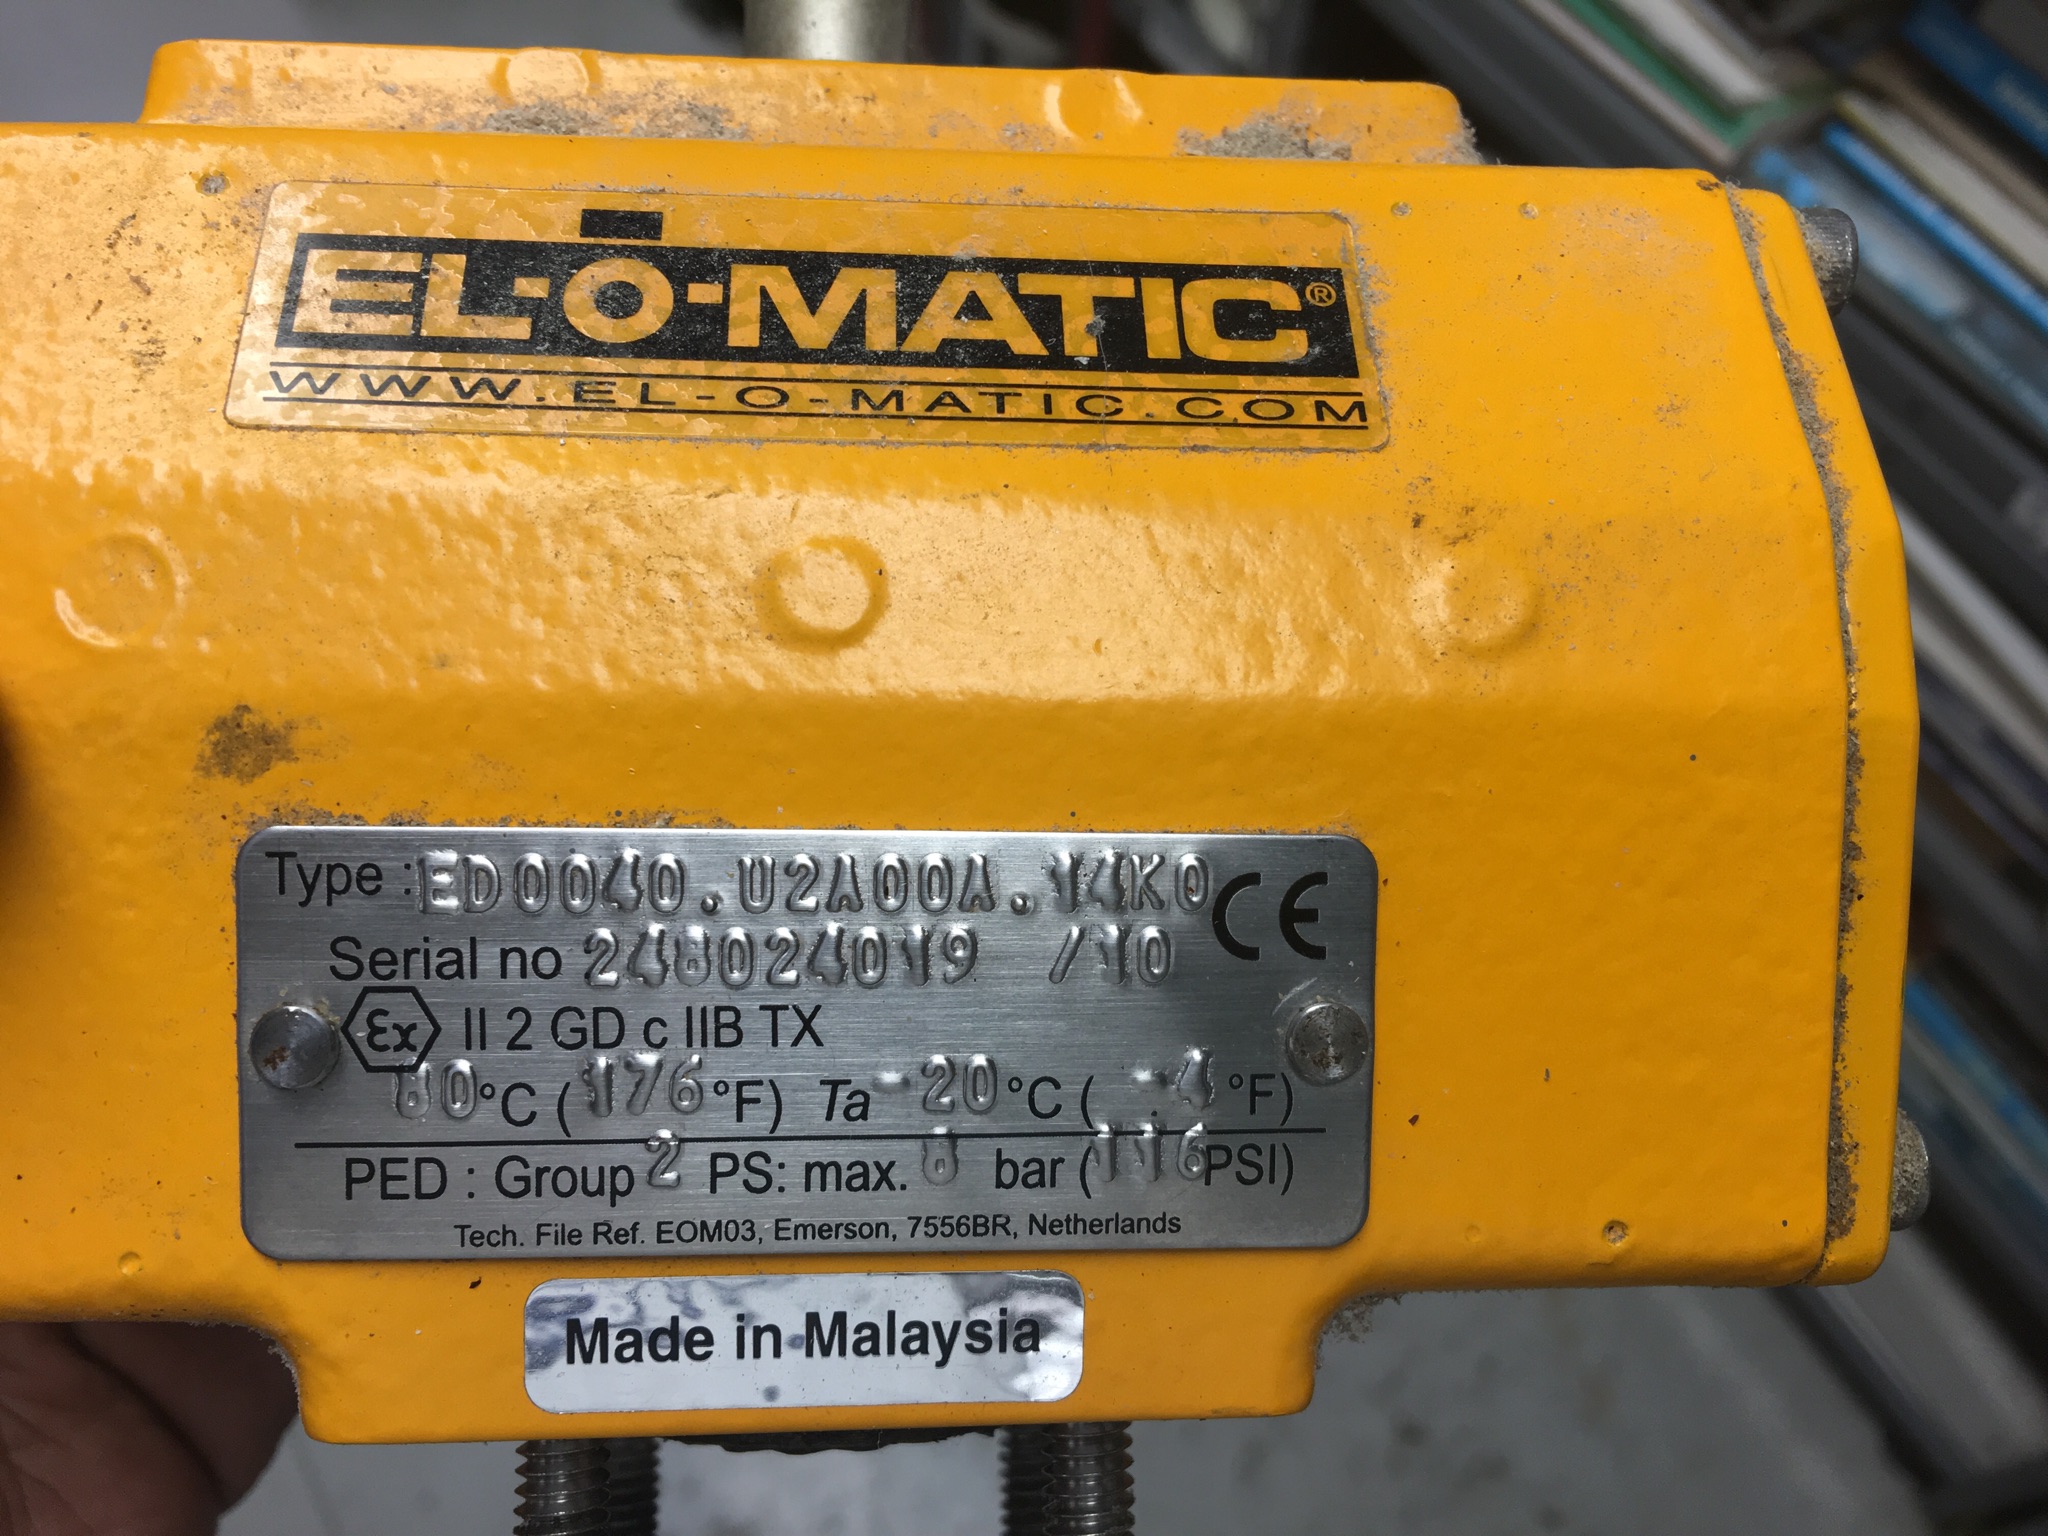 EL-O-MATIC®
WWW.EL-O-MATIC.COM
Type : ED0040.U2A00A.14K0 CE
Serial no 248024019 /10
Ex II 2 GD c IIB TX
80 °C ( 176 °F) Ta -20 °C ( -4 °F)
PED : Group 2 PS: max. 8 bar (116 PSI)
Tech. File Ref. EOM03, Emerson, 7556BR, Netherlands
Made in Malaysia